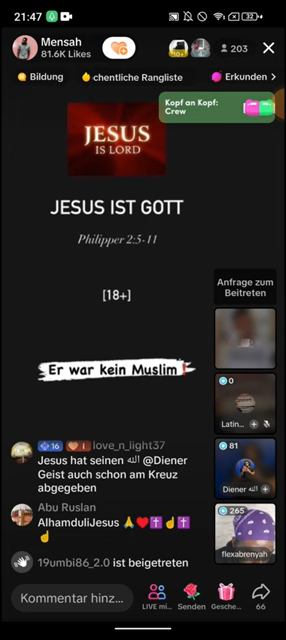 21:47
32
Mensah
81.6K Likes
10+
203
Bildung
chentliche Rangliste
Erkunden >
Kopf an Kopf:
Crew
JESUS
IS LORD
JESUS IST GOTT
Philipper 2:5-11
[18+]
Er war kein Muslim❗
Anfrage zum
Beitreten
0
Latin...
81
Diener الله
265
flexabrenyah
16
love_n_light37
Jesus hat seinen الله @Diener
Geist auch schon am Kreuz
abgegeben
Abu Ruslan
AlhamduliJesus 🙏❤️✝️☝️✝️
☝️
19umbi86_2.0 ist beigetreten
Kommentar hinz...
LIVE mi...
Senden
Gesche...
66